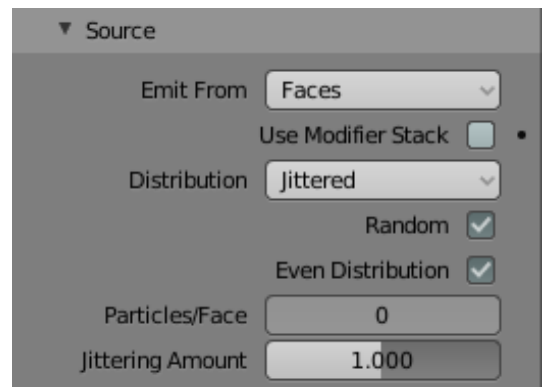 Source
Emit From Faces
Use Modifier Stack
Distribution Jittered
Random
Even Distribution
Particles/Face 0
Jittering Amount 1.000